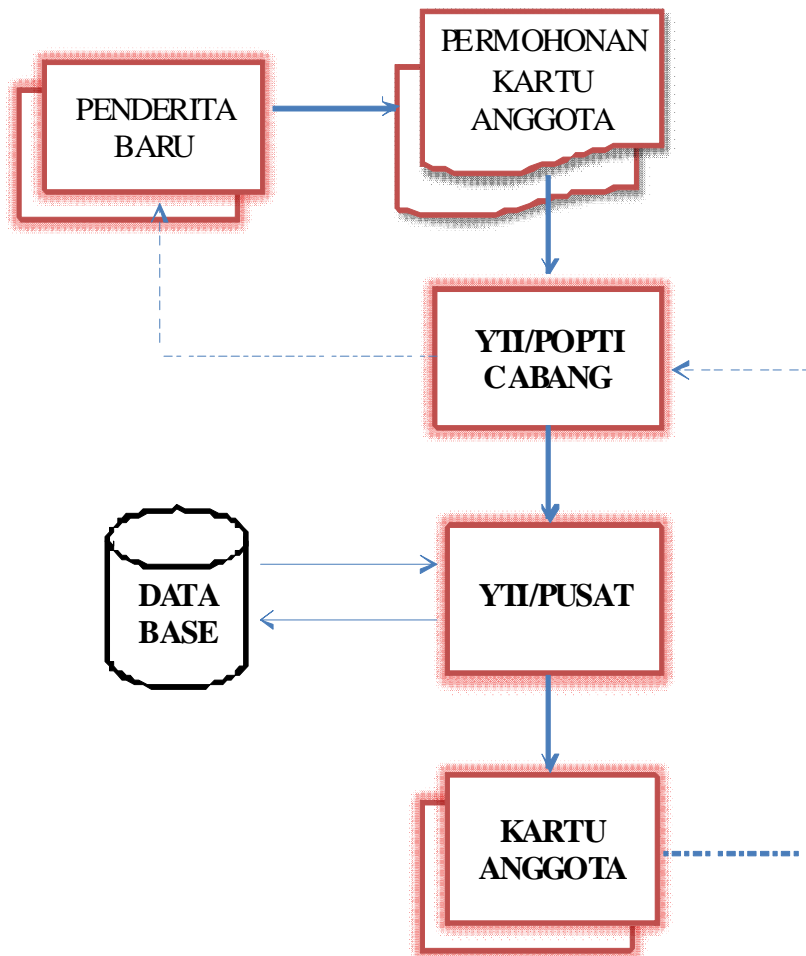 PENDERITA
BARU
PERMOHONAN
KARTU
ANGGOTA
YTI/POPTI
CABANG
DATA
BASE
YTI/PUSAT
KARTU
ANGGOTA